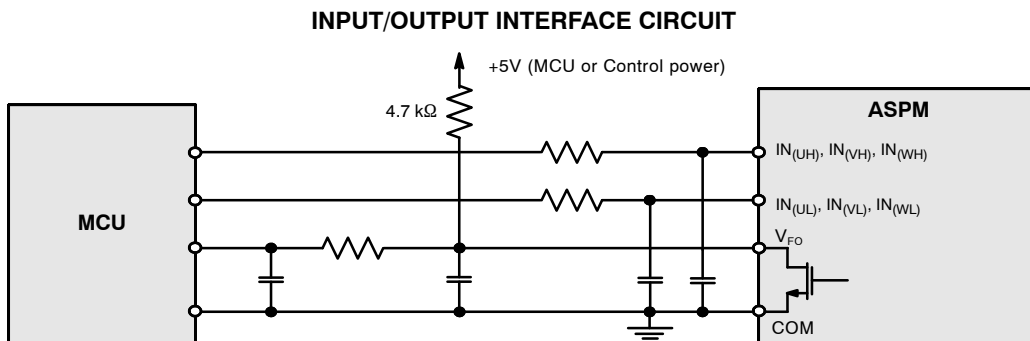 INPUT/OUTPUT INTERFACE CIRCUIT
+5V (MCU or Control power)
4.7 kΩ
ASPM
IN(UH), IN(VH), IN(WH)
IN(UL), IN(VL), IN(WL)
MCU
VFO
COM